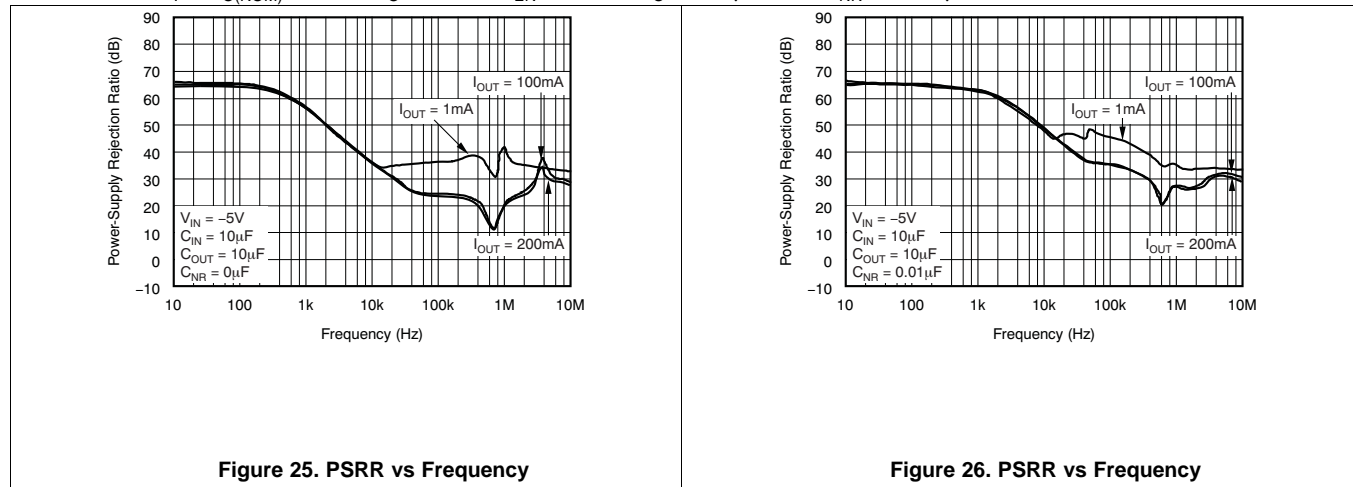 90
80
70
60
50
40
30
20
10
0
−10
Power-Supply Rejection Ratio (dB)
I_OUT = 100mA
I_OUT = 1mA
V_IN = −5V
C_IN = 10µF
C_OUT = 10µF
C_NR = 0µF
I_OUT = 200mA
10 100 1k 10k 100k 1M 10M
Frequency (Hz)
Figure 25. PSRR vs Frequency
90
80
70
60
50
40
30
20
10
0
−10
Power-Supply Rejection Ratio (dB)
I_OUT = 100mA
I_OUT = 1mA
V_IN = −5V
C_IN = 10µF
C_OUT = 10µF
C_NR = 0.01µF
I_OUT = 200mA
10 100 1k 10k 100k 1M 10M
Frequency (Hz)
Figure 26. PSRR vs Frequency